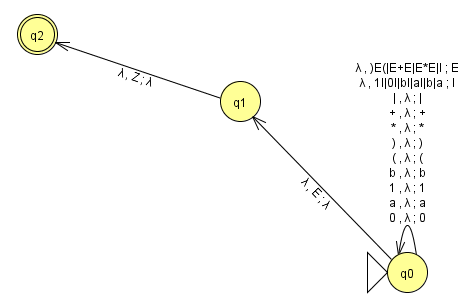 q2
λ , Z ; λ
q1
λ , )E(|E+E|E*E|I ; E
λ , 1I|0I|bI|aI|b|a ; I
| , λ ; |
+ , λ ; +
* , λ ; *
) , λ ; )
( , λ ; (
b , λ ; b
1 , λ ; 1
a , λ ; a
0 , λ ; 0
λ , E ; λ
q0